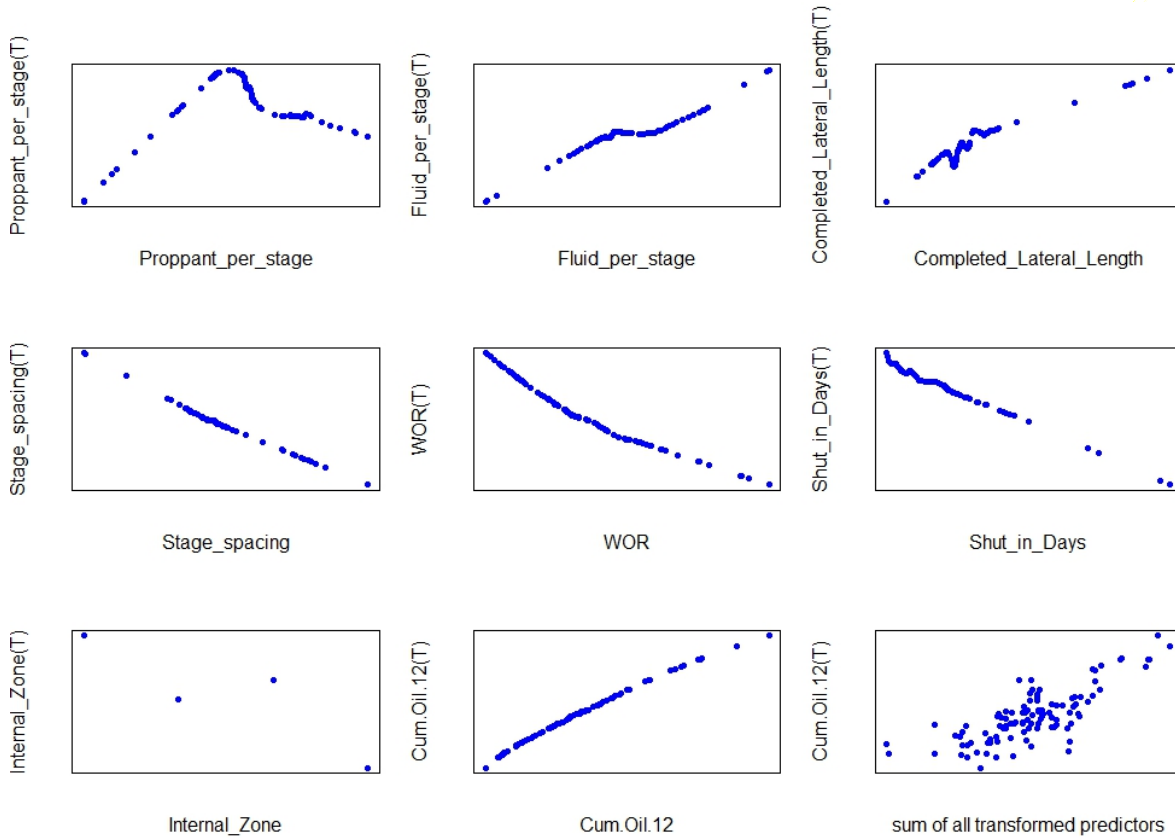 Proppant_per_stage(T)
Proppant_per_stage
Fluid_per_stage(T)
Fluid_per_stage
Completed_Lateral_Length(T)
Completed_Lateral_Length
Stage_spacing(T)
Stage_spacing
WOR(T)
WOR
Shut_in_Days(T)
Shut_in_Days
Internal_Zone(T)
Internal_Zone
Cum.Oil.12(T)
Cum.Oil.12
Cum.Oil.12(T)
sum of all transformed predictors